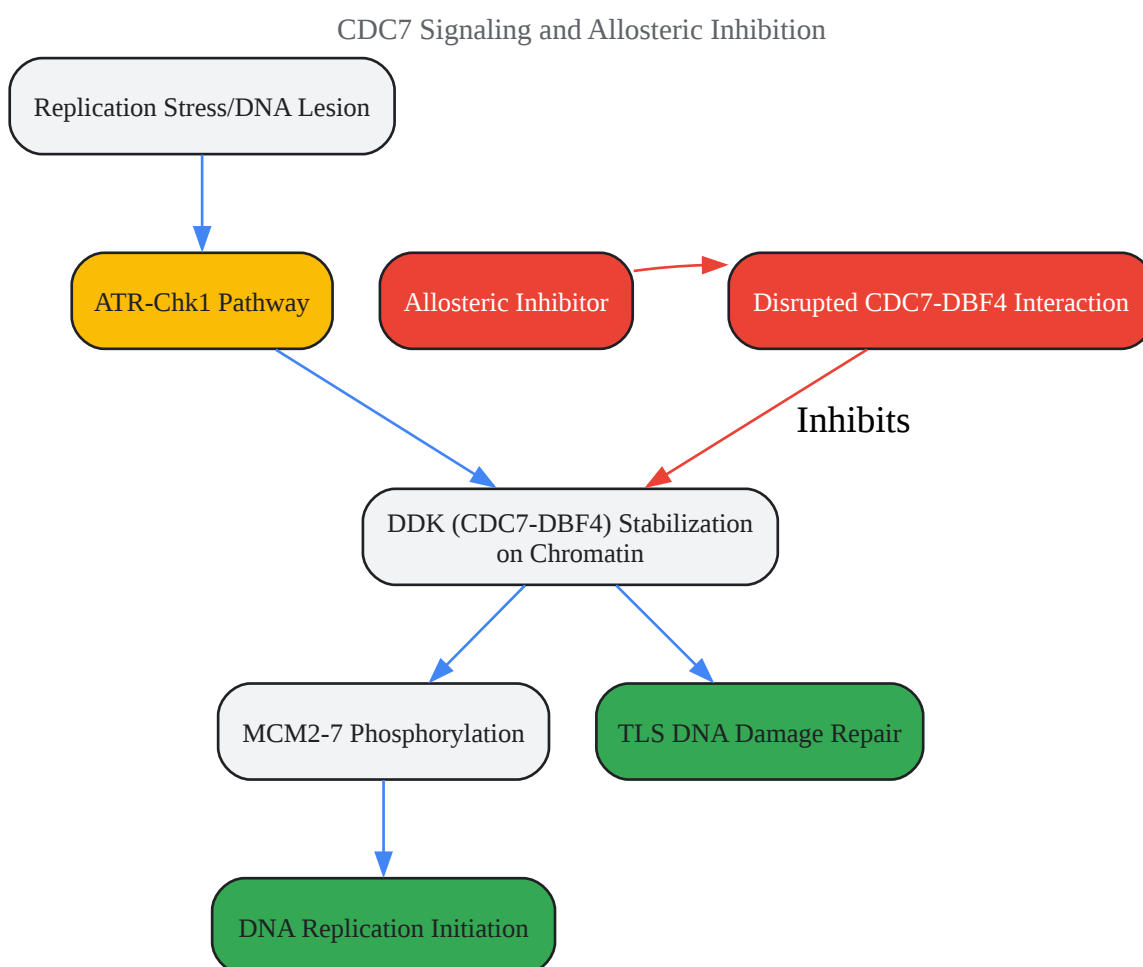 CDC7 Signaling and Allosteric Inhibition
Replication Stress/DNA Lesion
ATR-Chk1 Pathway
Allosteric Inhibitor
Disrupted CDC7-DBF4 Interaction
Inhibits
DDK (CDC7-DBF4) Stabilization
on Chromatin
MCM2-7 Phosphorylation
TLS DNA Damage Repair
DNA Replication Initiation